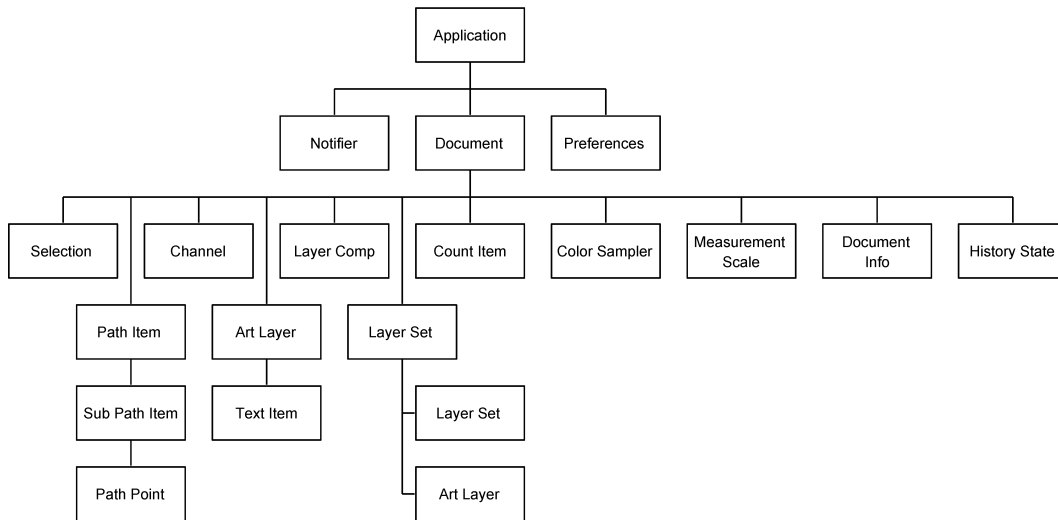 Application
Notifier
Document
Preferences
Selection
Channel
Layer Comp
Count Item
Color Sampler
Measurement
Scale
Document
Info
History State
Path Item
Art Layer
Layer Set
Sub Path Item
Text Item
Layer Set
Path Point
Art Layer